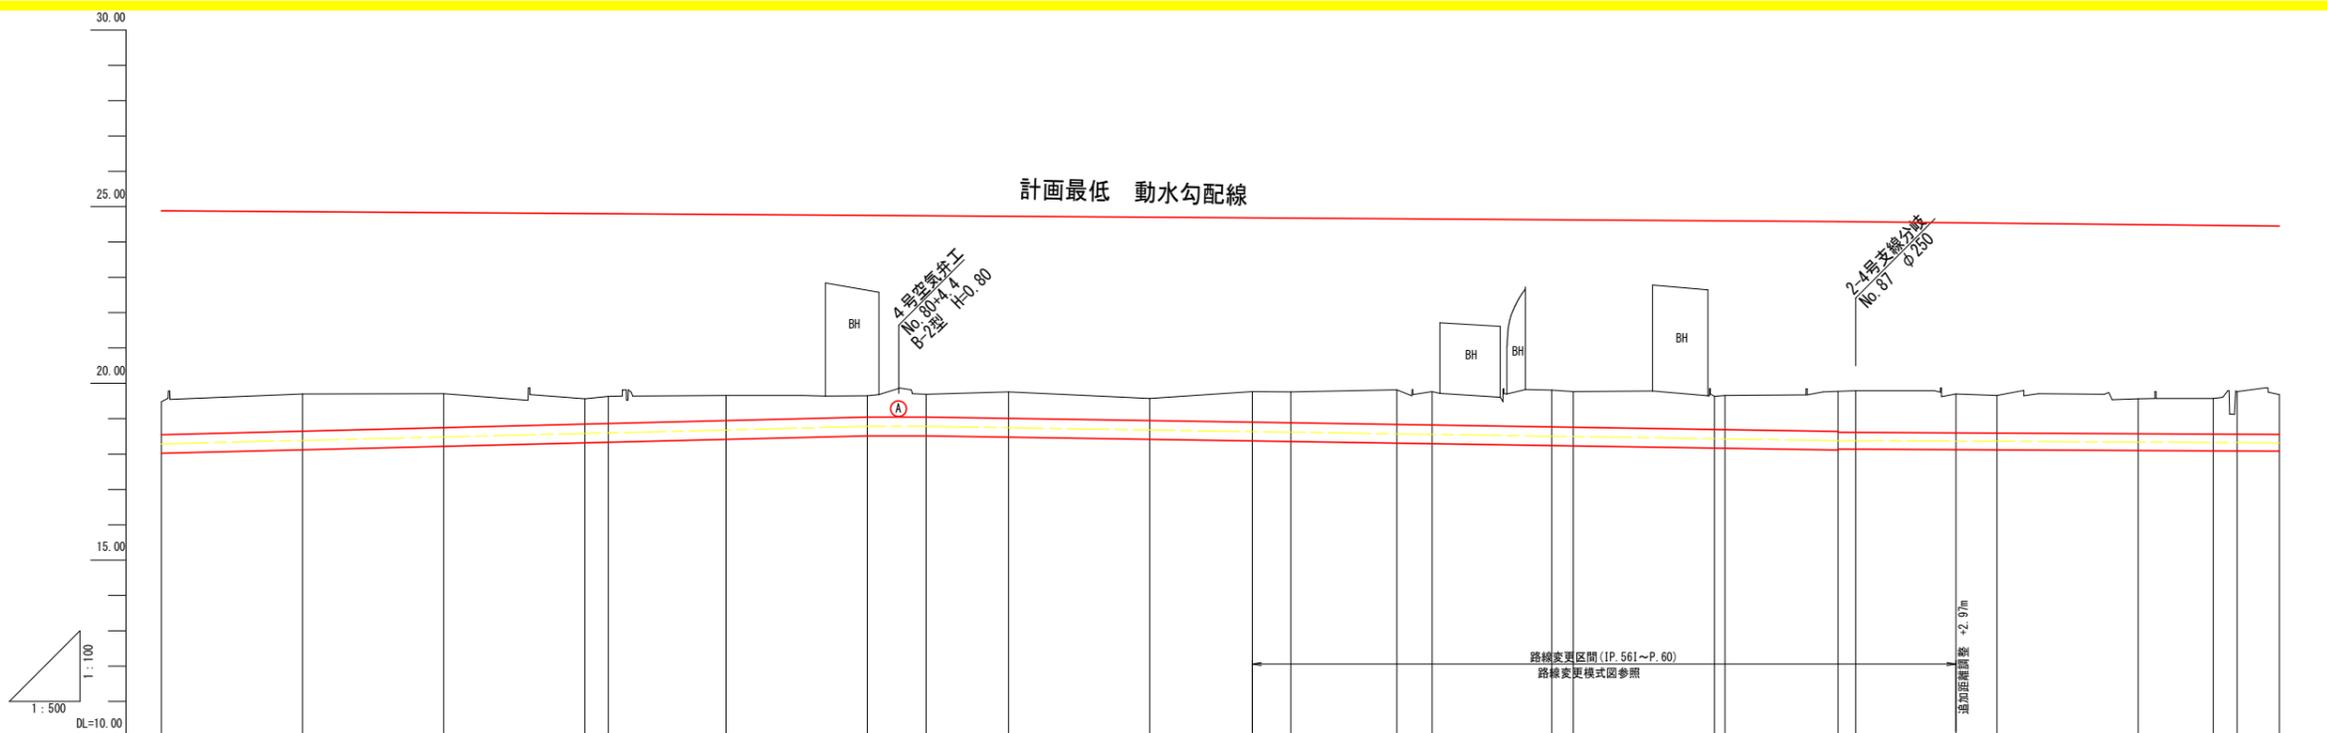 30.00
25.00
計画最低　動水勾配線
4号空気弁工
No.80+4.4
B-2型　H=0.80
2-4号支線分岐
No.87　φ250
BH
BH
BH
BH
20.00
A
15.00
1:100
1:500
DL=10.00
路線変更区間(IP.56I～P.60)
路線変更模式図参照
追加距離調整　+2.97m